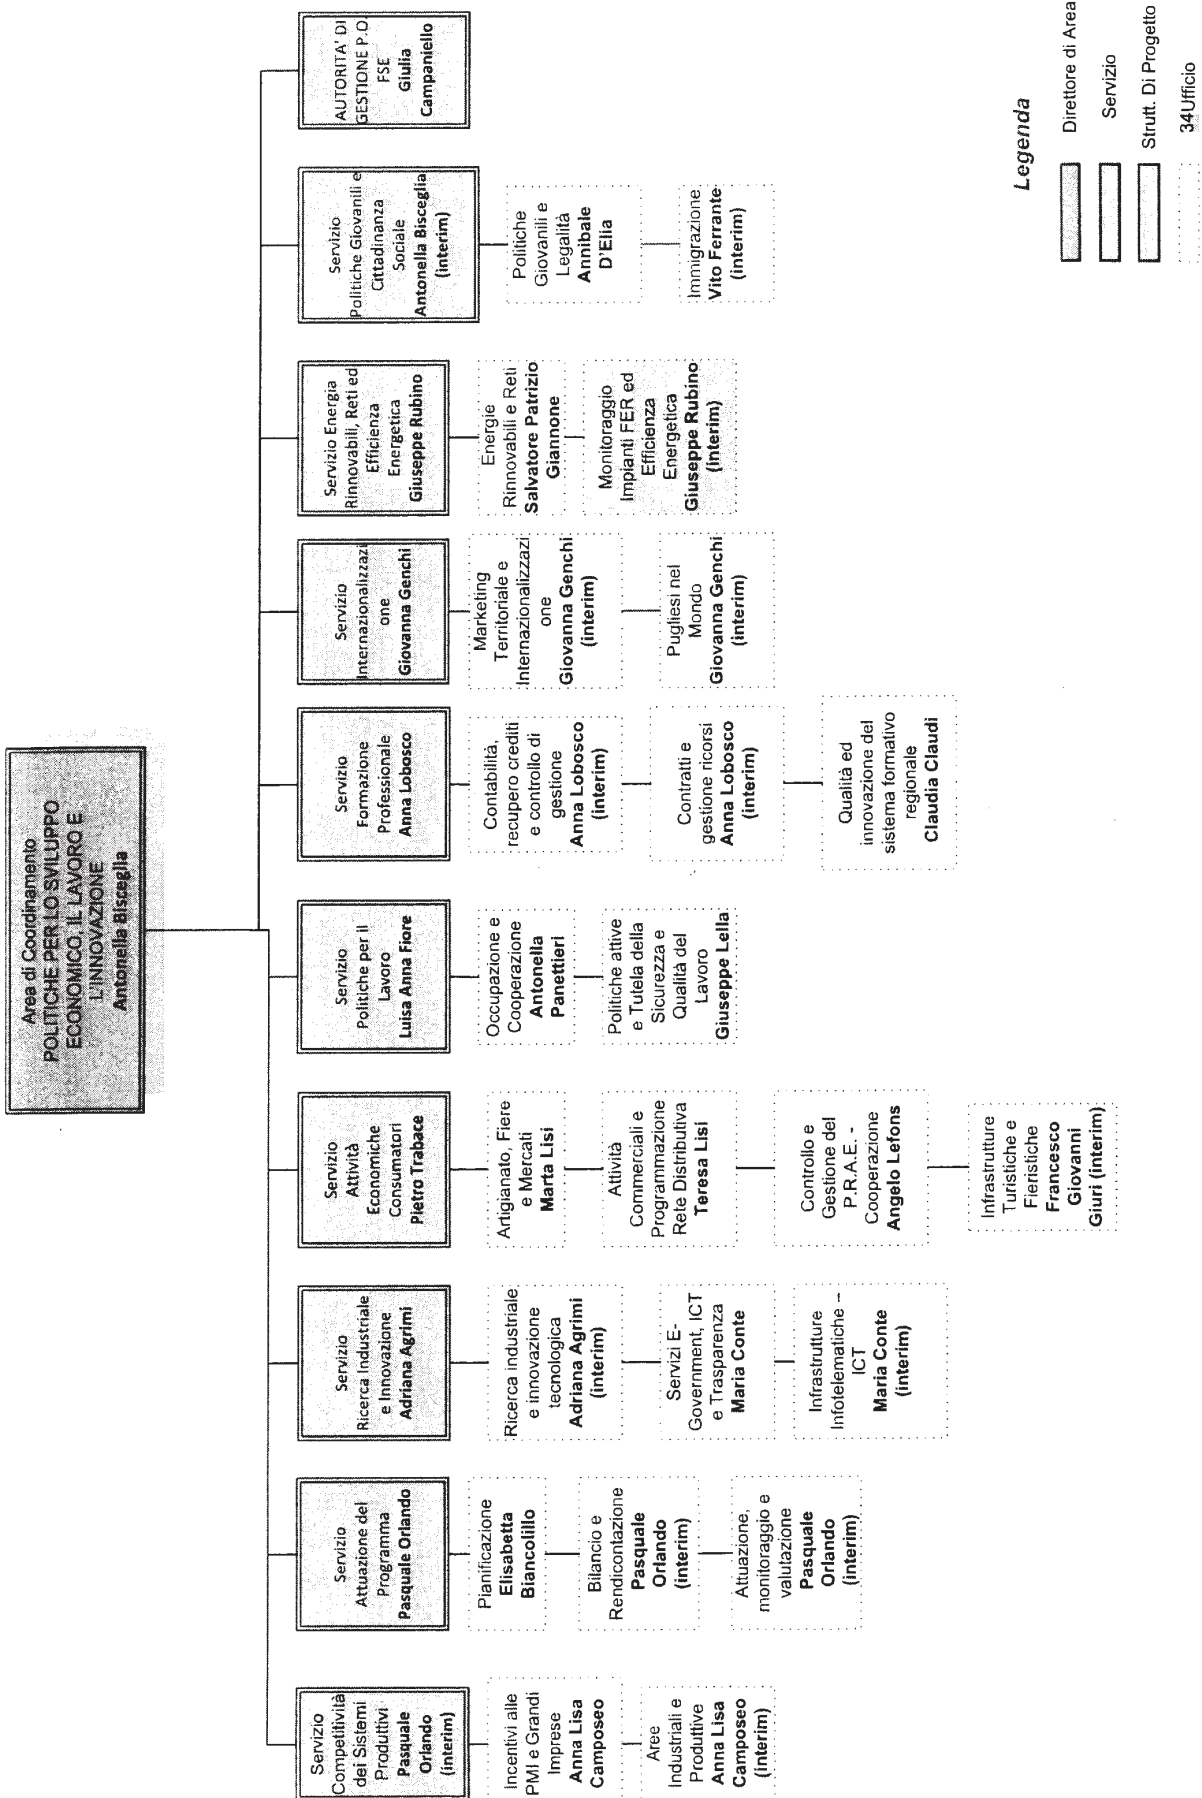 Area di Coordinamento
POLITICHE PER LO SVILUPPO
ECONOMICO, IL LAVORO E
L'INNOVAZIONE
Antonella Bisceglia
Servizio
Competitività
dei Sistemi
Produttivi
Pasquale
Orlando
(interim)
Incentivi alle
PMI e Grandi
Imprese
Anna Lisa
Camposeo
Aree
Industriali e
Produttive
Anna Lisa
Camposeo
(interim)
Servizio
Attuazione del
Programma
Pasquale Orlando
Pianificazione
Elisabetta
Biancolillo
Bilancio e
Rendicontazione
Pasquale
Orlando
(interim)
Attuazione,
monitoraggio e
valutazione
Pasquale
Orlando
(interim)
Servizio
Ricerca Industriale
e Innovazione
Adriana Agrimi
Ricerca industriale
e innovazione
tecnologica
Adriana Agrimi
(interim)
Servizi E-
Government, ICT
e Trasparenza
Maria Conte
Infrastrutture
Infotelematiche –
ICT
Maria Conte
(interim)
Servizio
Attività
Economiche
Consumatori
Pietro Trabace
Artigianato, Fiere
e Mercati
Marta Lisi
Attività
Commerciali e
Programmazione
Rete Distributiva
Teresa Lisi
Controllo e
Gestione del
P.R.A.E. -
Cooperazione
Angelo Lefons
Infrastrutture
Turistiche e
Fieristiche
Francesco
Giovanni
Giuri (interim)
Servizio
Politiche per il
Lavoro
Luisa Anna Fiore
Occupazione e
Cooperazione
Antonella
Panettieri
Politiche attive
e Tutela della
Sicurezza e
Qualità del
Lavoro
Giuseppe Lella
Servizio
Formazione
Professionale
Anna Lobosco
Contabilità,
recupero crediti
e controllo di
gestione
Anna Lobosco
(interim)
Contratti e
gestione ricorsi
Anna Lobosco
(interim)
Qualità ed
innovazione del
sistema formativo
regionale
Claudia Claudi
Servizio
Internazionalizzazi
one
Giovanna Genchi
Marketing
Territoriale e
Internazionalizzazi
one
Giovanna Genchi
(interim)
Pugliesi nel
Mondo
Giovanna Genchi
(interim)
Servizio Energia
Rinnovabili, Reti ed
Efficienza
Energetica
Giuseppe Rubino
Energie
Rinnovabili e Reti
Salvatore Patrizio
Giannone
Monitoraggio
Impianti FER ed
Efficienza
Energetica
Giuseppe Rubino
(interim)
Servizio
Politiche Giovanili e
Cittadinanza
Sociale
Antonella Bisceglia
(interim)
Politiche
Giovanili e
Legalità
Annibale
D'Elia
Immigrazione
Vito Ferrante
(interim)
AUTORITA' DI
GESTIONE P.O.
FSE
Giulia
Campaniello
Legenda
Direttore di Area
Servizio
Strutt. Di Progetto
34Ufficio